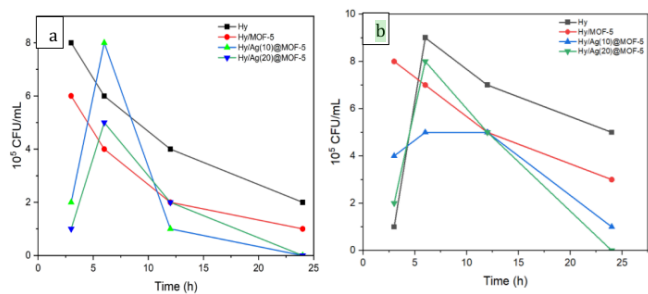 a
Hy
Hy/MOF-5
Hy/Ag(10)@MOF-5
Hy/Ag(20)@MOF-5
10⁵ CFU/mL
8
6
4
2
0
0 5 10 15 20 25
Time (h)
b
Hy
Hy/MOF-5
Hy/Ag(10)@MOF-5
Hy/Ag(20)@MOF-5
10⁵ CFU/mL
10
8
6
4
2
0
0 5 10 15 20 25
Time (h)